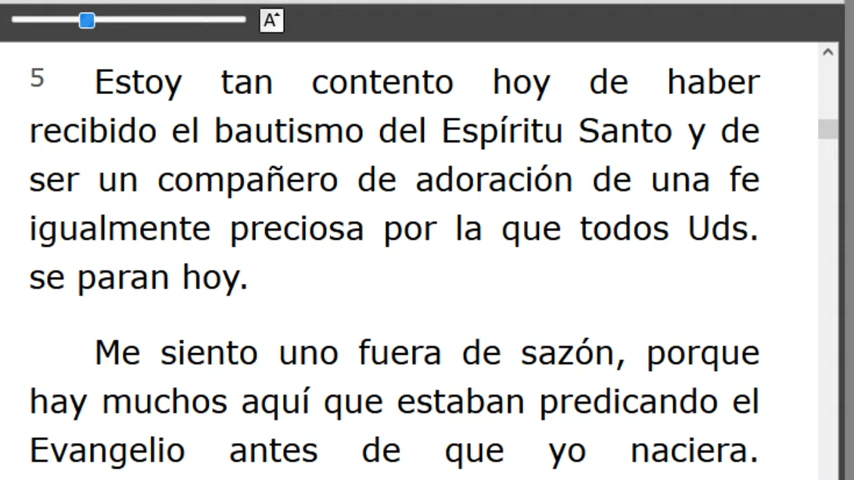 A
5 Estoy tan contento hoy de haber
recibido el bautismo del Espíritu Santo y de
ser un compañero de adoración de una fe
igualmente preciosa por la que todos Uds.
se paran hoy.
Me siento uno fuera de sazón, porque
hay muchos aquí que estaban predicando el
Evangelio antes de que yo naciera.